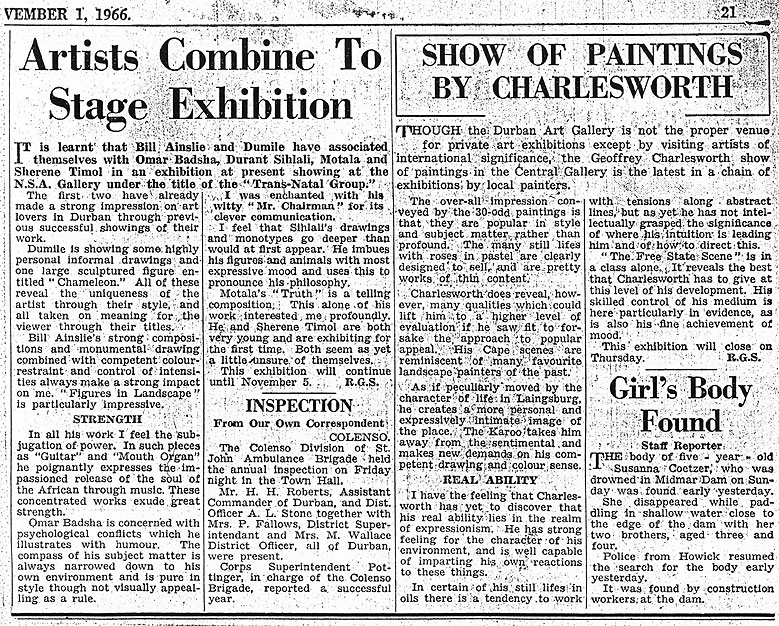 VEMBER 1, 1966.
21
Artists Combine To
Stage Exhibition
IT is learnt that Bill Ainslie and Dumile have associated
themselves with Omar Badsha, Durant Sihlali, Motala and
Sherene Timol in an exhibition at present showing at the
N.S.A. Gallery under the title of the "Trans-Natal Group."
The first two have already
made a strong impression on art
lovers in Durban through previ-
ous successful showings of their
work.
Dumile is showing some highly
personal informal drawings and
one large sculptured figure en-
titled "Chameleon." All of these
reveal the uniqueness of the
artist through their style, and
all taken on meaning for the
viewer through their titles.
Bill Ainslie's strong composi-
tions and monumental drawing
combined with competent colour-
restraint and control of intensi-
ties always make a strong impact
on me. "Figures in Landscape"
is particularly impressive.
STRENGTH
In all his work I feel the sub-
jugation of power. In such pieces
as "Guitar" and "Mouth Organ"
he poignantly expresses the im-
passioned release of the soul of
the African through music. These
concentrated works exude great
strength.
Omar Badsha is concerned with
psychological conflicts which he
illustrates with humour. The
compass of his subject matter is
always narrowed down to his
own environment and is pure in
style though not visually appeal-
ling as a rule.
I was enchanted with his
witty "Mr. Chairman" for its
clever communication.
I feel that Sihlali's drawings
and monotypes go deeper than
would at first appear. He imbues
his figures and animals with most
expressive mood and uses this to
pronounce his philosophy.
Motala's "Truth" is a telling
composition. This alone of his
work interested me profoundly.
He and Sherene Timol are both
very young and are exhibiting for
the first time. Both seem as yet
a little unsure of themselves.
This exhibition will continue
until November 5. R.G.S.
INSPECTION
From Our Own Correspondent
COLENSO.
The Colenso Division of St.
John Ambulance Brigade held
the annual inspection on Friday
night in the Town Hall.
Mr. H. H. Roberts, Assistant
Commander of Durban, and Dist.
Officer A. L. Stone together with
Mrs. P. Fallows, District Super-
intendant and Mrs. M. Wallace
District Officer, all of Durban,
were present.
Corps Superintendent Pot-
tinger, in charge of the Colenso
Brigade, reported a successful
year.
SHOW OF PAINTINGS
BY CHARLESWORTH
THOUGH the Durban Art Gallery is not the proper venue
for private art exhibitions except by visiting artists of
international significance, the Geoffrey Charlesworth show
of paintings in the Central Gallery is the latest in a chain of
exhibitions by local painters.
The over-all impression con-
veyed by the 30-odd paintings is
that they are popular in style
and subject matter rather than
profound. The many still lifes
with roses in pastel are clearly
designed to sell, and are pretty
works of thin content.
Charlesworth does reveal, how-
ever, many qualities which could
lift him to a higher level of
evaluation if he saw fit to for-
sake the approach to popular
appeal. His Cape scenes are
reminiscent of many favourite
landscape painters of the past.
As if peculiarly moved by the
character of life in Laingsburg,
he creates a more personal and
expressively intimate image of
the place. The Karoo takes him
away from the sentimental and
makes new demands on his com-
petent drawing and colour sense.
REAL ABILITY
I have the feeling that Charles-
worth has yet to discover that
his real ability lies in the realm
of expressionism. He has strong
feeling for the character of his
environment, and is well capable
of imparting his own reactions
to these things.
In certain of his still lifes in
oils there is a tendency to work
with tensions along abstract
lines, but as yet he has not intel-
lectually grasped the significance
of where his intuition is leading
him and of how to direct this.
"The Free State Scene" is in
a class alone. It reveals the best
that Charlesworth has to give at
this level of his development. His
skilled control of his medium is
here particularly in evidence, as
is also his fine achievement of
mood.
This exhibition will close on
Thursday. R.G.S.
Girl's Body
Found
Staff Reporter
THE body of five-year-old
Susanna Coetzer, who was
drowned in Midmar Dam on Sun-
day was found early yesterday.
She disappeared while pad-
dling in shallow water close to
the edge of the dam with her
two brothers, aged three and
four.
Police from Howick resumed
the search for the body early
yesterday.
It was found by construction
workers at the dam.